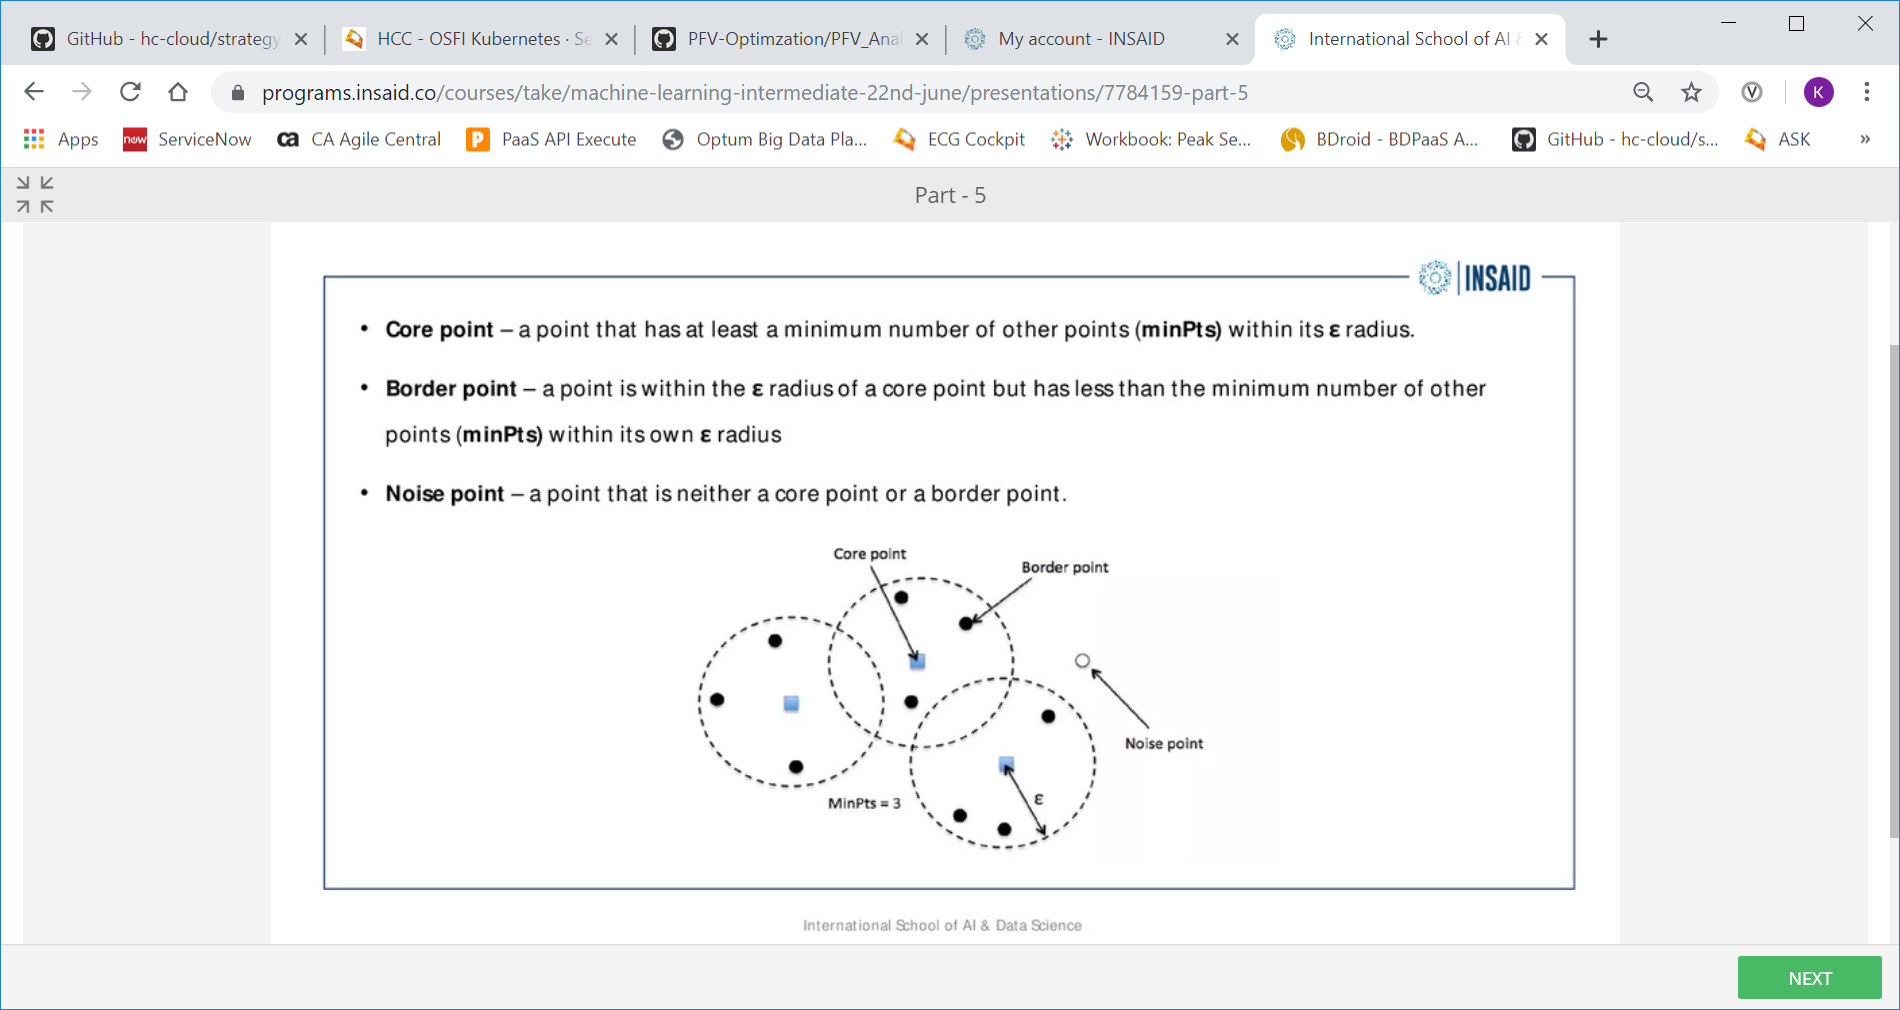 GitHub - hc-cloud/strategy
HCC - OSFI Kubernetes · Se
PFV-Optimzation/PFV_Anal
My account - INSAID
International School of AI &
programs.insaid.co/courses/take/machine-learning-intermediate-22nd-june/presentations/7784159-part-5
K
Apps
now ServiceNow
ca CA Agile Central
P PaaS API Execute
Optum Big Data Pla...
ECG Cockpit
Workbook: Peak Se...
BDroid - BDPaaS A...
GitHub - hc-cloud/s...
ASK
»
Part - 5
INSAID
• Core point – a point that has at least a minimum number of other points (minPts) within its ε radius.
• Border point – a point is within the ε radius of a core point but has less than the minimum number of other
points (minPts) within its own ε radius
• Noise point – a point that is neither a core point or a border point.
Core point
Border point
Noise point
MinPts = 3
ε
International School of AI & Data Science
NEXT